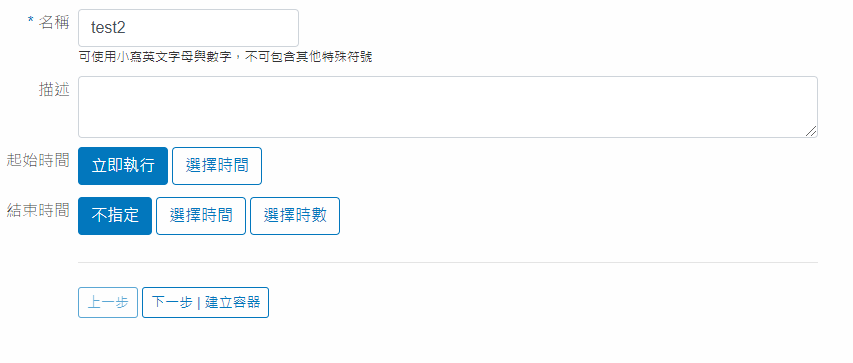 * 名稱 test2
可使用小寫英文字母與數字，不可包含其他特殊符號
描述
起始時間 立即執行 選擇時間
結束時間 不指定 選擇時間 選擇時數
上一步 下一步 | 建立容器